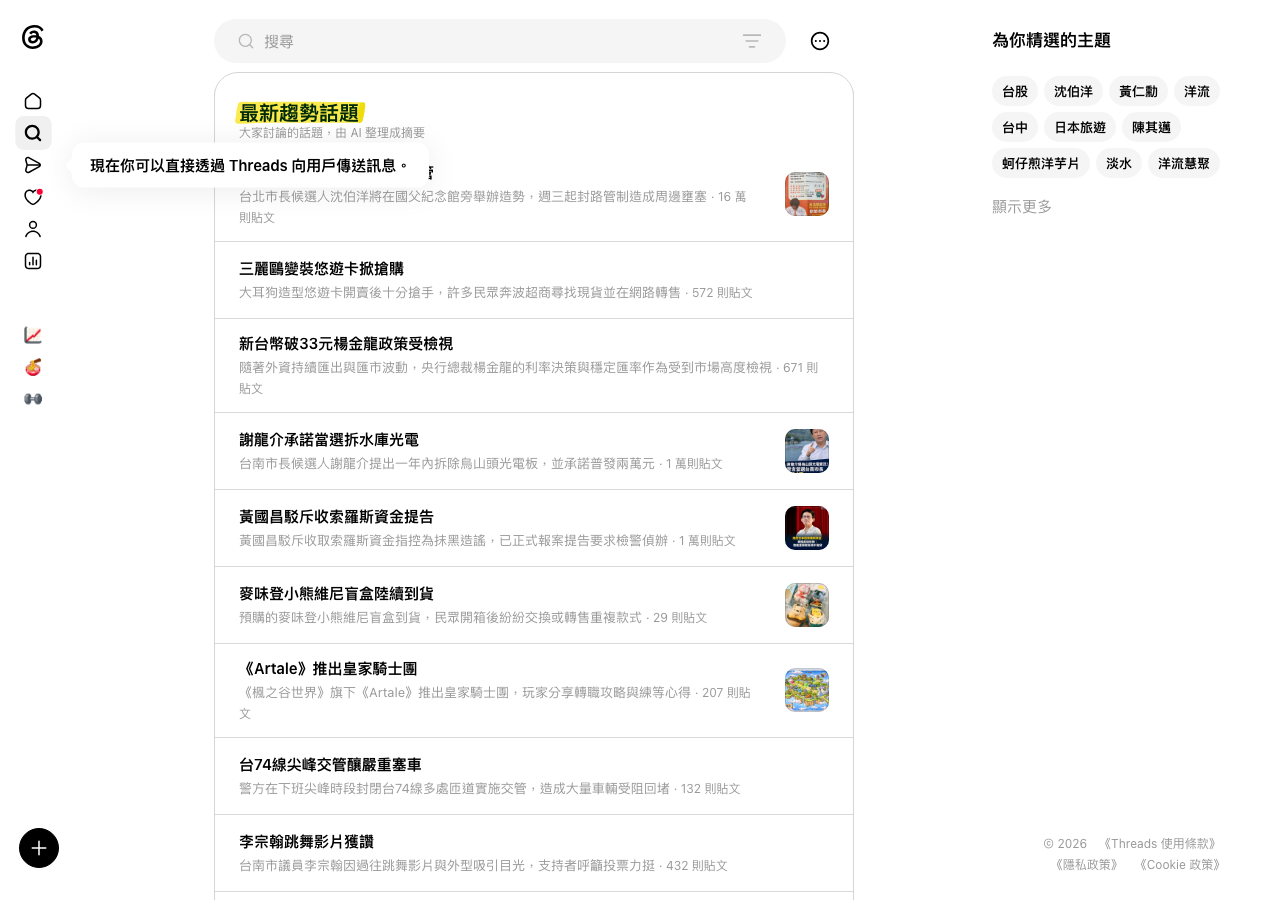 搜尋
最新趨勢話題
大家討論的話題，由 AI 整理成摘要
現在你可以直接透過 Threads 向用戶傳送訊息。
台北市長候選人沈伯洋將在國父紀念館旁舉辦造勢，週三起封路管制造成周邊壅塞 · 16 萬
則貼文
三麗鷗變裝悠遊卡掀搶購
大耳狗造型悠遊卡開賣後十分搶手，許多民眾奔波超商尋找現貨並在網路轉售 · 572 則貼文
新台幣破33元楊金龍政策受檢視
隨著外資持續匯出與匯市波動，央行總裁楊金龍的利率決策與穩定匯率作為受到市場高度檢視 · 671 則
貼文
謝龍介承諾當選拆水庫光電
台南市長候選人謝龍介提出一年內拆除烏山頭光電板，並承諾普發兩萬元 · 1 萬則貼文
黃國昌駁斥收索羅斯資金提告
黃國昌駁斥收取索羅斯資金指控為抹黑造謠，已正式報案提告要求檢警偵辦 · 1 萬則貼文
麥味登小熊維尼盲盒陸續到貨
預購的麥味登小熊維尼盲盒到貨，民眾開箱後紛紛交換或轉售重複款式 · 29 則貼文
《Artale》推出皇家騎士團
《楓之谷世界》旗下《Artale》推出皇家騎士團，玩家分享轉職攻略與練等心得 · 207 則貼
文
台74線尖峰交管釀嚴重塞車
警方在下班尖峰時段封閉台74線多處匝道實施交管，造成大量車輛受阻回堵 · 132 則貼文
李宗翰跳舞影片獲讚
台南市議員李宗翰因過往跳舞影片與外型吸引目光，支持者呼籲投票力挺 · 432 則貼文
為你精選的主題
台股 沈伯洋 黃仁勳 洋流
台中 日本旅遊 陳其邁
蚵仔煎洋芋片 淡水 洋流慧聚
顯示更多
© 2026 《Threads 使用條款》
《隱私政策》 《Cookie 政策》